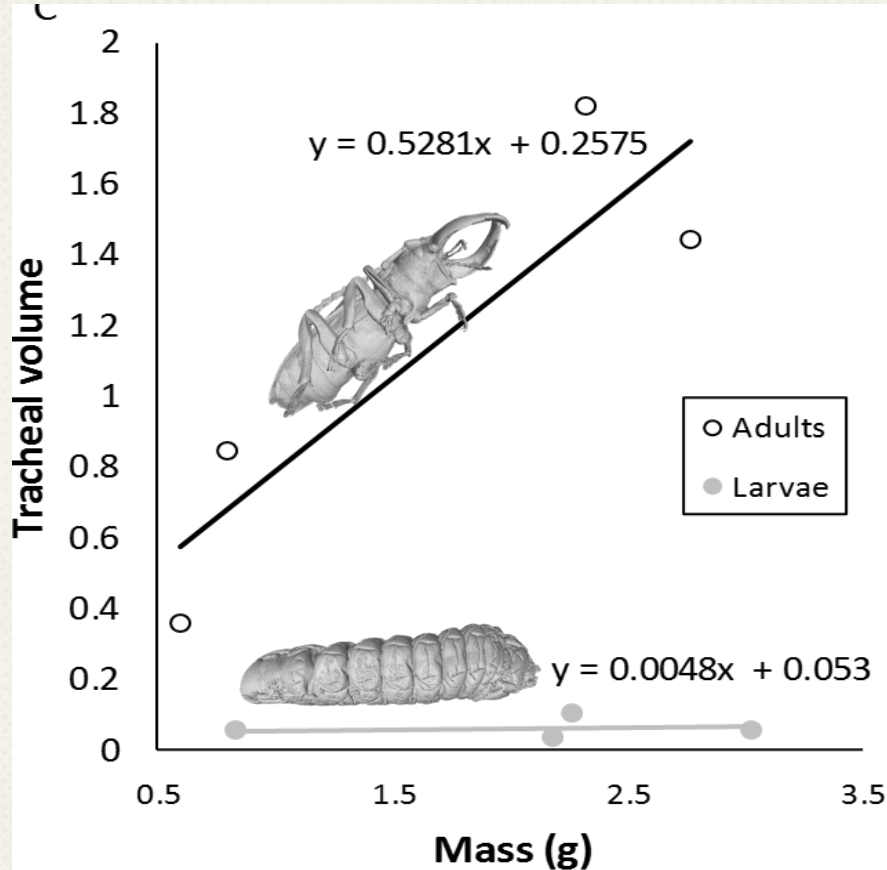 C
2
1.8
y = 0.5281x + 0.2575
1.6
1.4
1.2
1
0.8
0.6
0.4
0.2
0
Tracheal volume
Adults
Larvae
y = 0.0048x + 0.053
0.5 1.5 2.5 3.5
Mass (g)